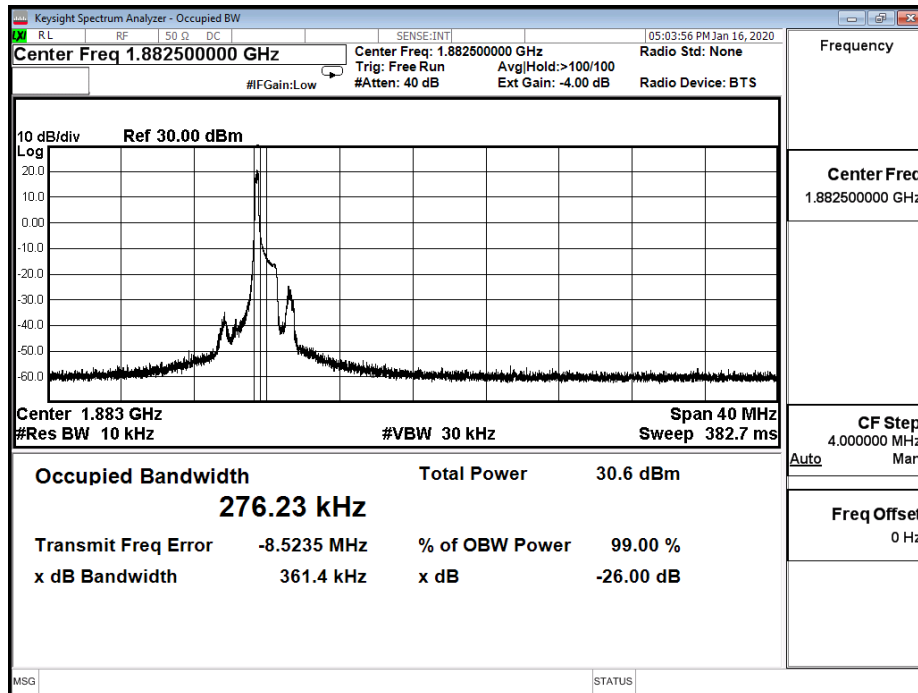 Keysight Spectrum Analyzer - Occupied BW
LXI RL RF 50 Ω DC SENSE:INT 05:03:56 PM Jan 16, 2020
Center Freq 1.882500000 GHz
Center Freq: 1.882500000 GHz Radio Std: None
Trig: Free Run Avg|Hold:>100/100
#IFGain:Low #Atten: 40 dB Ext Gain: -4.00 dB Radio Device: BTS
10 dB/div Ref 30.00 dBm
Log
20.0
10.0
0.00
-10.0
-20.0
-30.0
-40.0
-50.0
-60.0
Center 1.883 GHz Span 40 MHz
#Res BW 10 kHz #VBW 30 kHz Sweep 382.7 ms
Occupied Bandwidth Total Power 30.6 dBm
276.23 kHz
Transmit Freq Error -8.5235 MHz % of OBW Power 99.00 %
x dB Bandwidth 361.4 kHz x dB -26.00 dB
MSG STATUS
Frequency
Center Freq
1.882500000 GHz
CF Step
4.000000 MHz
Auto Man
Freq Offset
0 Hz